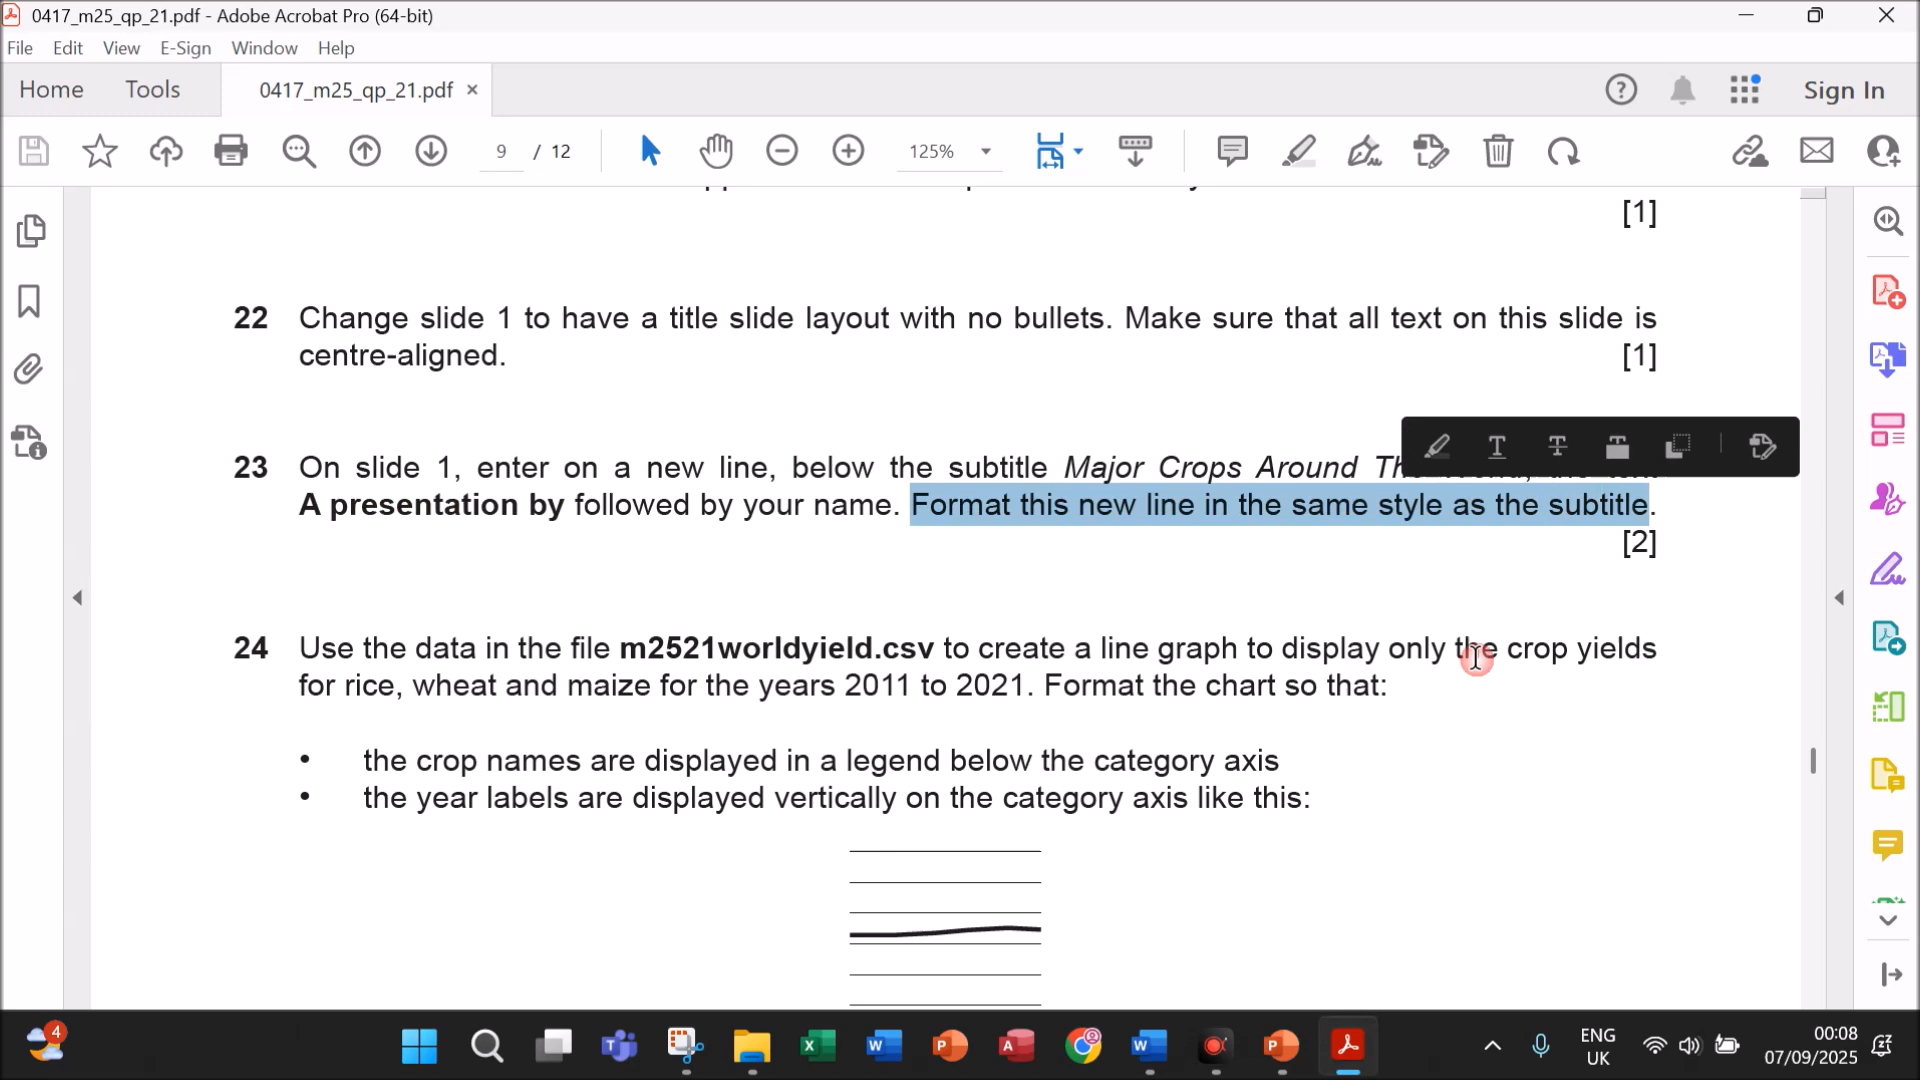 0417_m25_qp_21.pdf - Adobe Acrobat Pro (64-bit)
File Edit View E-Sign Window Help
Home Tools 0417_m25_qp_21.pdf × Sign In
9 / 12 125%
[1]
22 Change slide 1 to have a title slide layout with no bullets. Make sure that all text on this slide is
centre-aligned. [1]
23 On slide 1, enter on a new line, below the subtitle Major Crops Around
A presentation by followed by your name. Format this new line in the same style as the subtitle.
[2]
24 Use the data in the file m2521worldyield.csv to create a line graph to display only the crop yields
for rice, wheat and maize for the years 2011 to 2021. Format the chart so that:
• the crop names are displayed in a legend below the category axis
• the year labels are displayed vertically on the category axis like this:
4
ENG
UK
00:08
07/09/2025